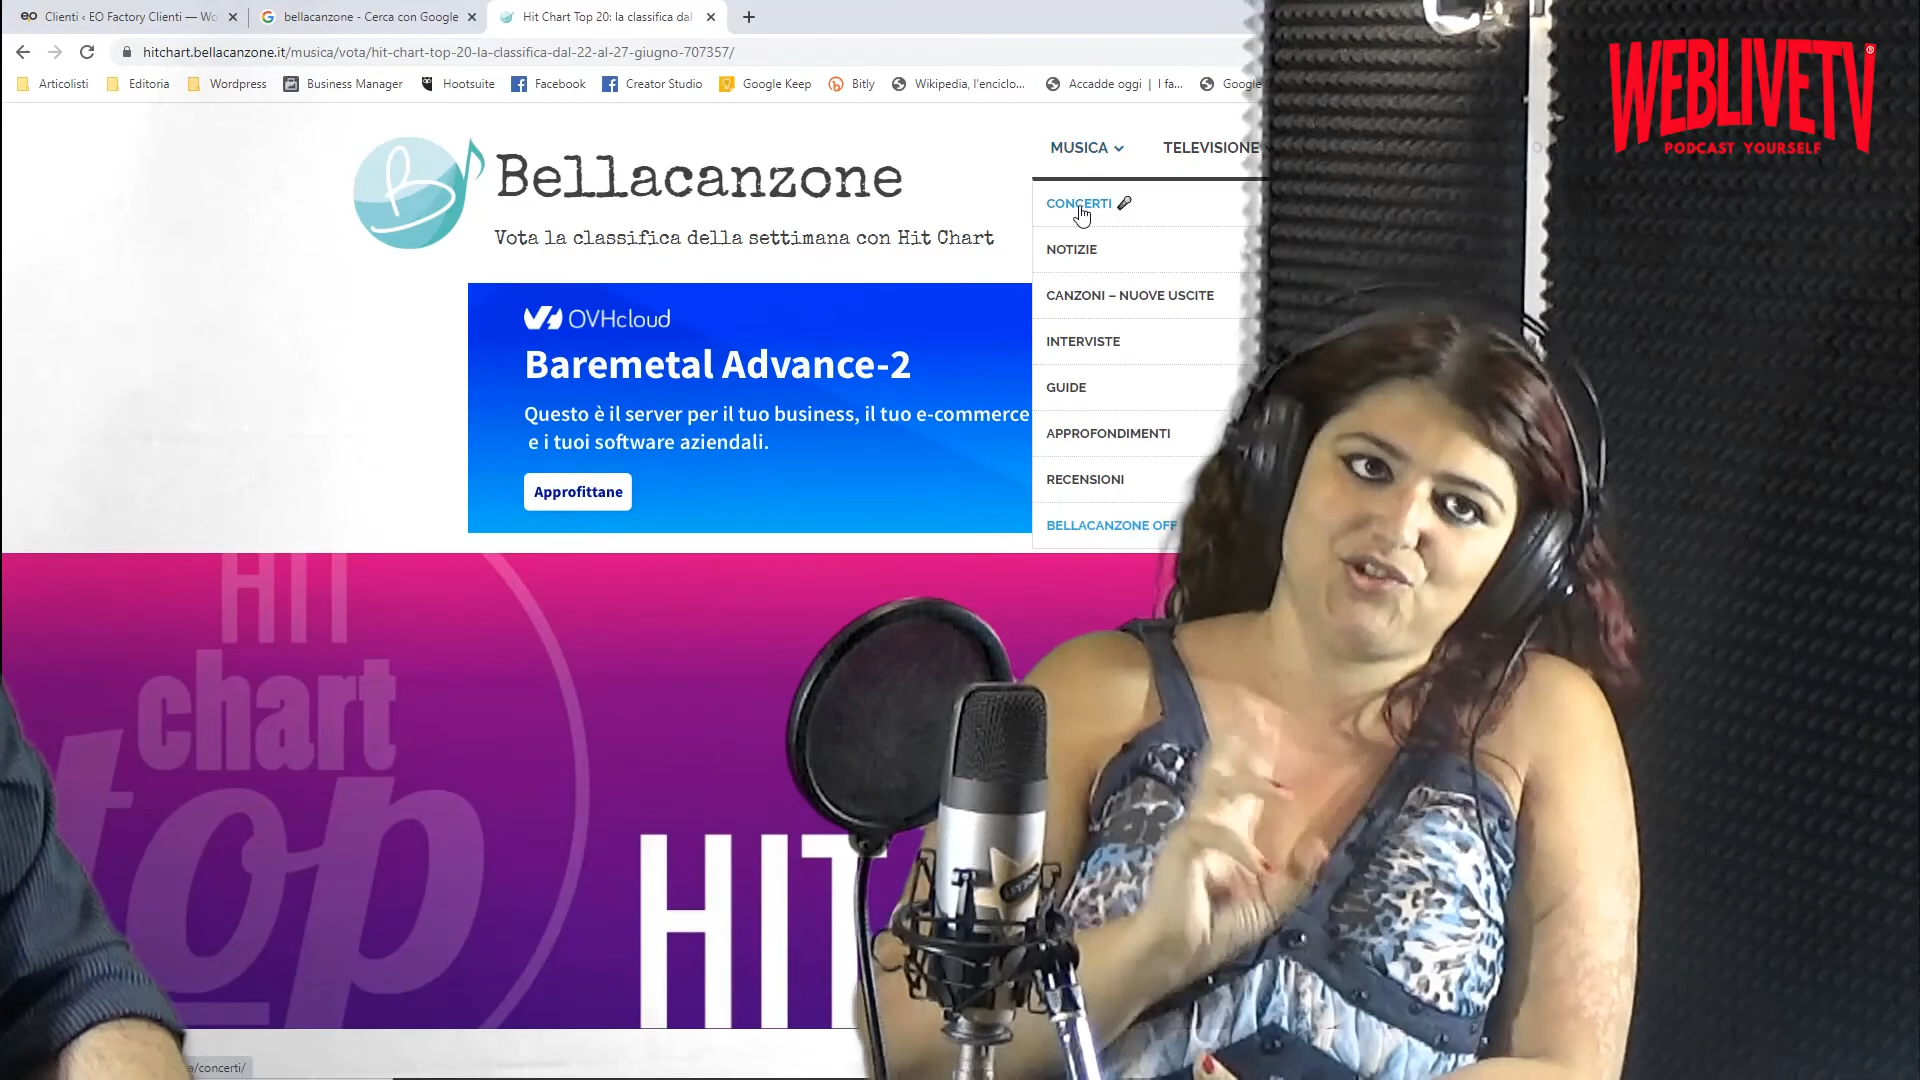 Clienti ‹ EO Factory Clienti — Wo
bellacanzone - Cerca con Google
Hit Chart Top 20: la classifica dal
hitchart.bellacanzone.it/musica/vota/hit-chart-top-20-la-classifica-dal-22-al-27-giugno-707357/
Articolisti Editoria Wordpress Business Manager Hootsuite Facebook Creator Studio Google Keep Bitly Wikipedia, l'enciclo... Accade oggi | I fa... Google
WEBLIVETV®
PODCAST YOURSELF
MUSICA TELEVISIONE
Bellacanzone
Vota la classifica della settimana con Hit Chart
CONCERTI
NOTIZIE
CANZONI – NUOVE USCITE
INTERVISTE
GUIDE
APPROFONDIMENTI
RECENSIONI
BELLACANZONE OFF
OVHcloud
Baremetal Advance-2
Questo è il server per il tuo business, il tuo e-commerce
e i tuoi software aziendali.
Approfittane
HIT
chart
top
HIT
a/concerti/